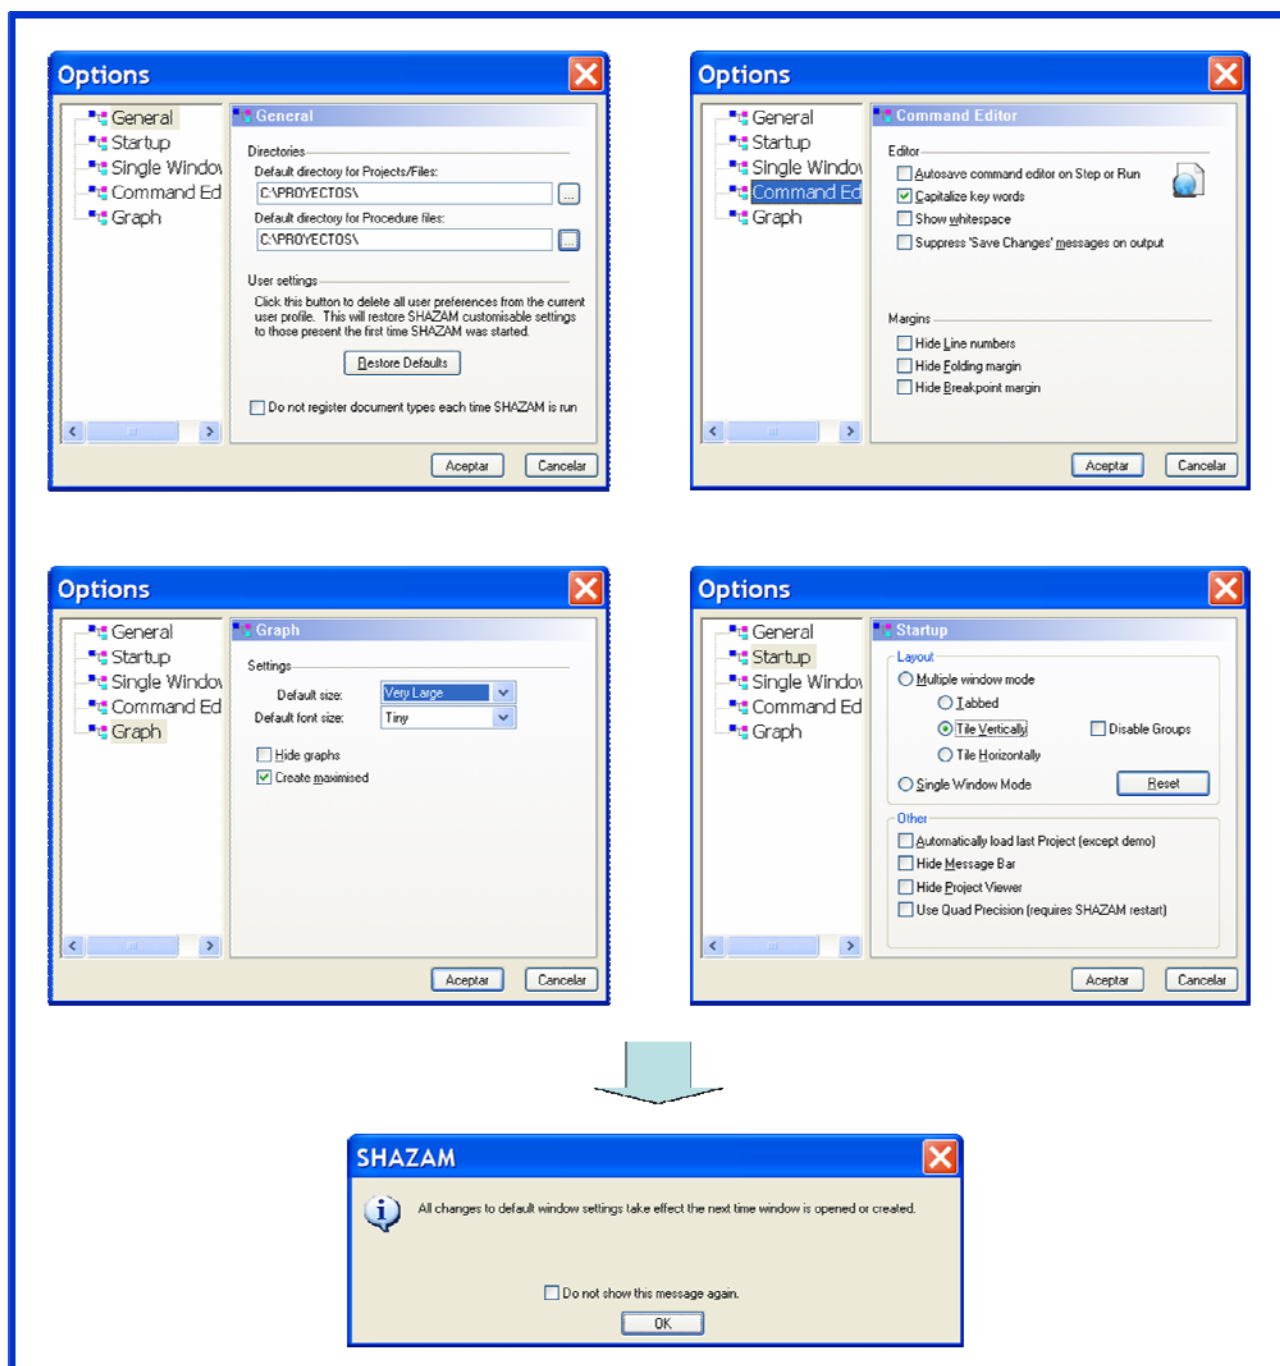 Options
General
Startup
Single Window
Command Ed
Graph
General
Directories
Default directory for Projects/Files:
C:\PROYECTOS\
...
Default directory for Procedure files:
C:\PROYECTOS\
...
User settings
Click this button to delete all user preferences from the current
user profile. This will restore SHAZAM customisable settings
to those present the first time SHAZAM was started.
Restore Defaults
Do not register document types each time SHAZAM is run
Aceptar
Cancelar
Options
General
Startup
Single Window
Command Ed
Graph
Command Editor
Editor
Autosave command editor on Step or Run
Capitalize key words
Show whitespace
Suppress 'Save Changes' messages on output
Margins
Hide Line numbers
Hide Folding margin
Hide Breakpoint margin
Aceptar
Cancelar
Options
General
Startup
Single Window
Command Ed
Graph
Graph
Settings
Default size: Very Large
Default font size: Tiny
Hide graphs
Create maximised
Aceptar
Cancelar
Options
General
Startup
Single Window
Command Ed
Graph
Startup
Layout
Multiple window mode
Tabbed
Tile Vertically
Disable Groups
Tile Horizontally
Single Window Mode
Reset
Other
Automatically load last Project (except demo)
Hide Message Bar
Hide Project Viewer
Use Quad Precision (requires SHAZAM restart)
Aceptar
Cancelar
SHAZAM
All changes to default window settings take effect the next time window is opened or created.
Do not show this message again.
OK